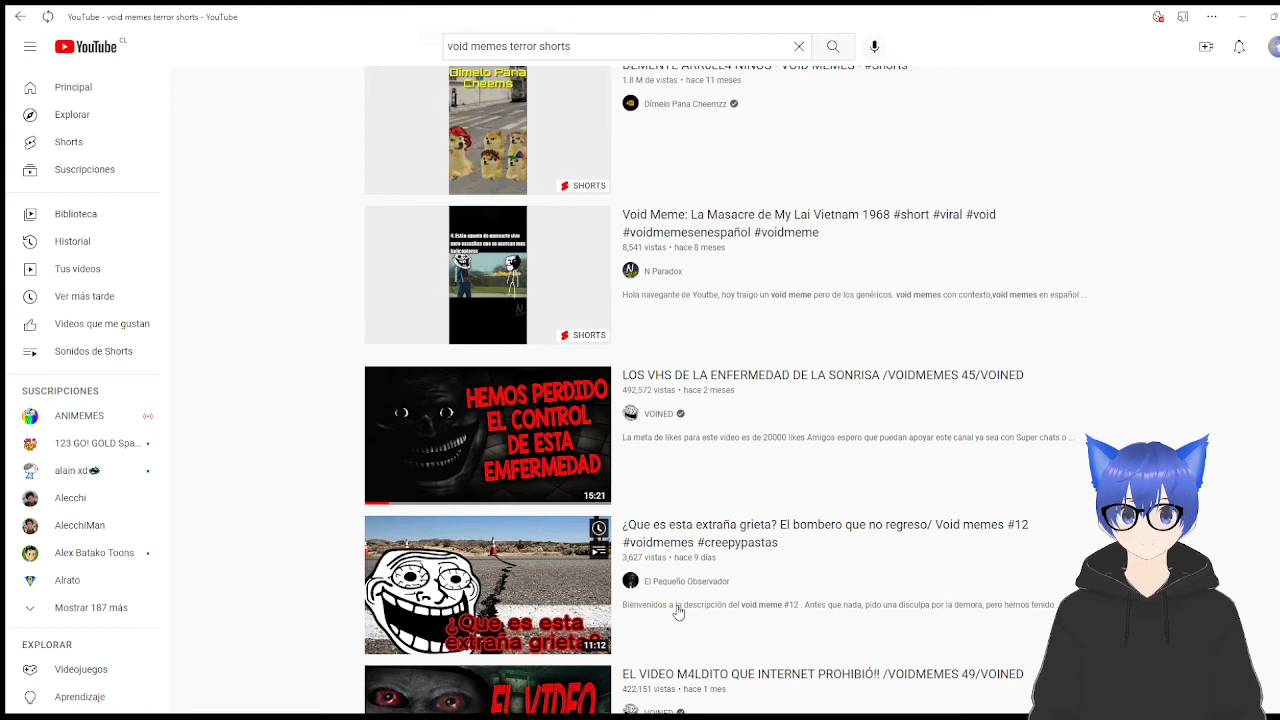 YouTube - void memes terror shorts - YouTube
YouTube CL
void memes terror shorts
Principal
Explorar
Shorts
Suscripciones
Biblioteca
Historial
Tus videos
Ver más tarde
Videos que me gustan
Sonidos de Shorts
SUSCRIPCIONES
ANIMEMES
123 GO! GOLD Spa...
alain xd
Alecchi
AlecchiMan
Alex Batako Toons
Alrato
Mostrar 187 más
EXPLORAR
Videojuegos
Aprendizaje
Dimelo Pana
Cheems
SHORTS
1.8 M de vistas • hace 11 meses
Dímelo Pana Cheemzz
SHORTS
Void Meme: La Masacre de My Lai Vietnam 1968 #short #viral #void
#voidmemesenespañol #voidmeme
8,541 vistas • hace 8 meses
N Paradox
Hola navegante de Youtbe, hoy traigo un void meme pero de los genéricos. void memes con contexto,void memes en español ...
HEMOS PERDIDO
EL CONTROL
DE ESTA
EMFERMEDAD
15:21
LOS VHS DE LA ENFERMEDAD DE LA SONRISA /VOIDMEMES 45/VOINED
492,572 vistas • hace 2 meses
VOINED
La meta de likes para este video es de 20000 likes Amigos espero que puedan apoyar este canal ya sea con Super chats o ...
¿Que es esta
extraña grieta?
11:12
¿Que es esta extraña grieta? El bombero que no regreso/ Void memes #12
#voidmemes #creepypastas
3,627 vistas • hace 9 días
El Pequeño Observador
Bienvenidos a la descripción del void meme #12 . Antes que nada, pido una disculpa por la demora, pero hemos tenido
EL VIDEO
EL VIDEO M4LDITO QUE INTERNET PROHIBIÓ!! /VOIDMEMES 49/VOINED
422,151 vistas • hace 1 mes
VOINED